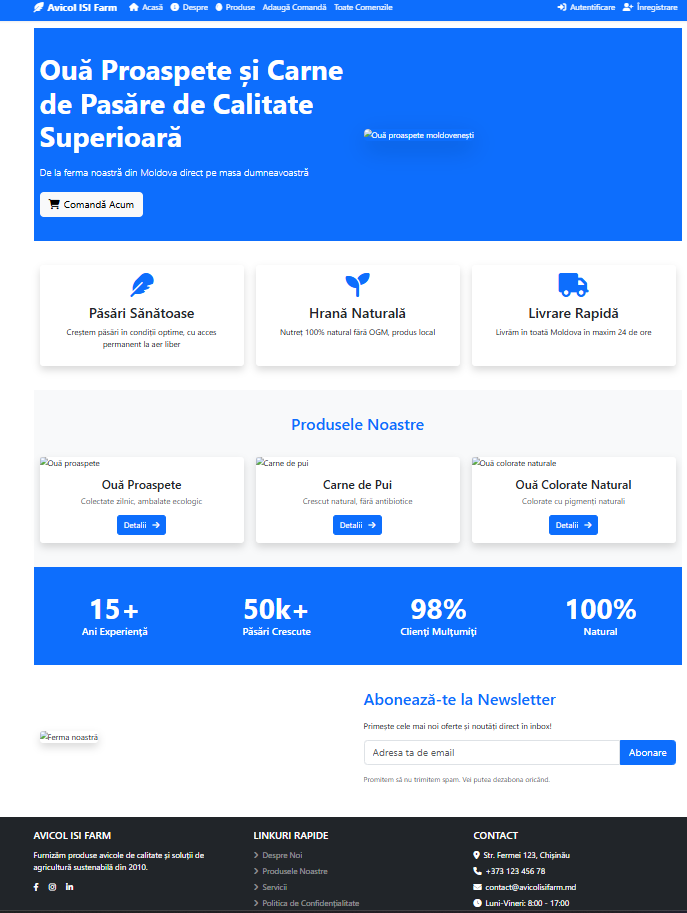 Avicol ISI Farm Acasă Despre Produse Adaugă Comandă Toate Comenzile Autentificare Înregistrare
Ouă Proaspete și Carne
de Pasăre de Calitate
Superioară
De la ferma noastră din Moldova direct pe masa dumneavoastră
Comandă Acum
Ouă proaspete moldovenești
Păsări Sănătoase
Creștem păsări în condiții optime, cu acces
permanent la aer liber
Hrană Naturală
Nutreț 100% natural fără OGM, produs local
Livrare Rapidă
Livrăm în toată Moldova în maxim 24 de ore
Produsele Noastre
Ouă proaspete
Ouă Proaspete
Colectate zilnic, ambalate ecologic
Detalii
Carne de pui
Carne de Pui
Crescut natural, fără antibiotice
Detalii
Ouă colorate naturale
Ouă Colorate Natural
Colorate cu pigmenți naturali
Detalii
15+
Ani Experiență
50k+
Păsări Crescute
98%
Clienți Mulțumiți
100%
Natural
Ferma noastră
Abonează-te la Newsletter
Primește cele mai noi oferte și noutăți direct în inbox!
Adresa ta de email
Abonare
Promitem să nu trimitem spam. Vei putea dezabona oricând.
AVICOL ISI FARM
Furnizăm produse avicole de calitate și soluții de
agricultură sustenabilă din 2010.
LINKURI RAPIDE
Despre Noi
Produsele Noastre
Servicii
Politica de Confidențialitate
CONTACT
Str. Fermei 123, Chișinău
+373 123 456 78
contact@avicolisifarm.md
Luni-Vineri: 8:00 - 17:00